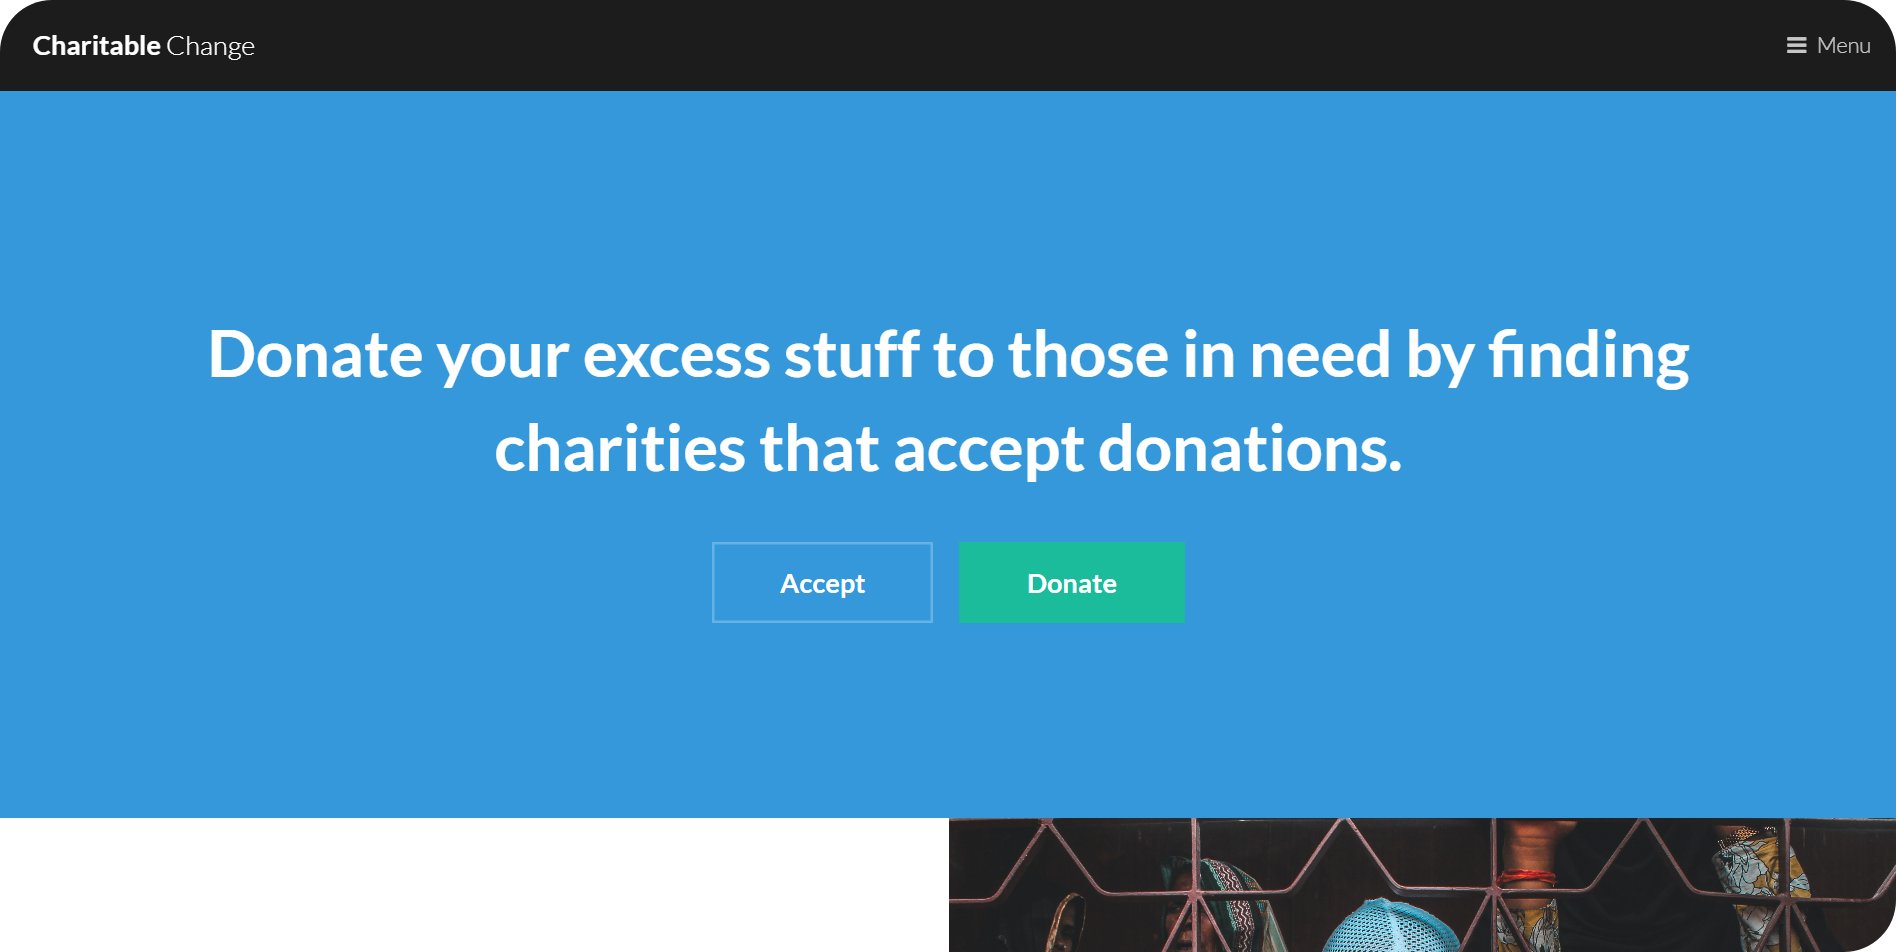 Charitable Change
Menu
Donate your excess stuff to those in need by finding
charities that accept donations.
Accept
Donate